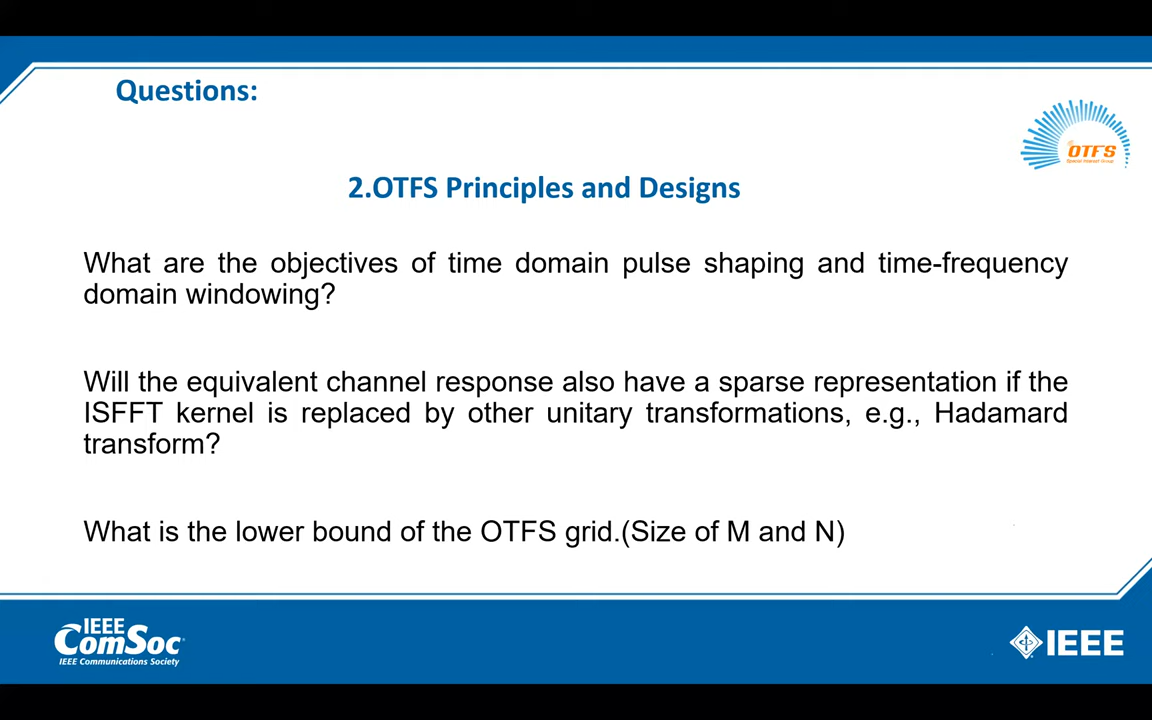 Questions:
OTFS
Special Interest Group
2.OTFS Principles and Designs
What are the objectives of time domain pulse shaping and time-frequency
domain windowing?
Will the equivalent channel response also have a sparse representation if the
ISFFT kernel is replaced by other unitary transformations, e.g., Hadamard
transform?
What is the lower bound of the OTFS grid.(Size of M and N)
IEEE
ComSoc®
IEEE Communications Society
IEEE